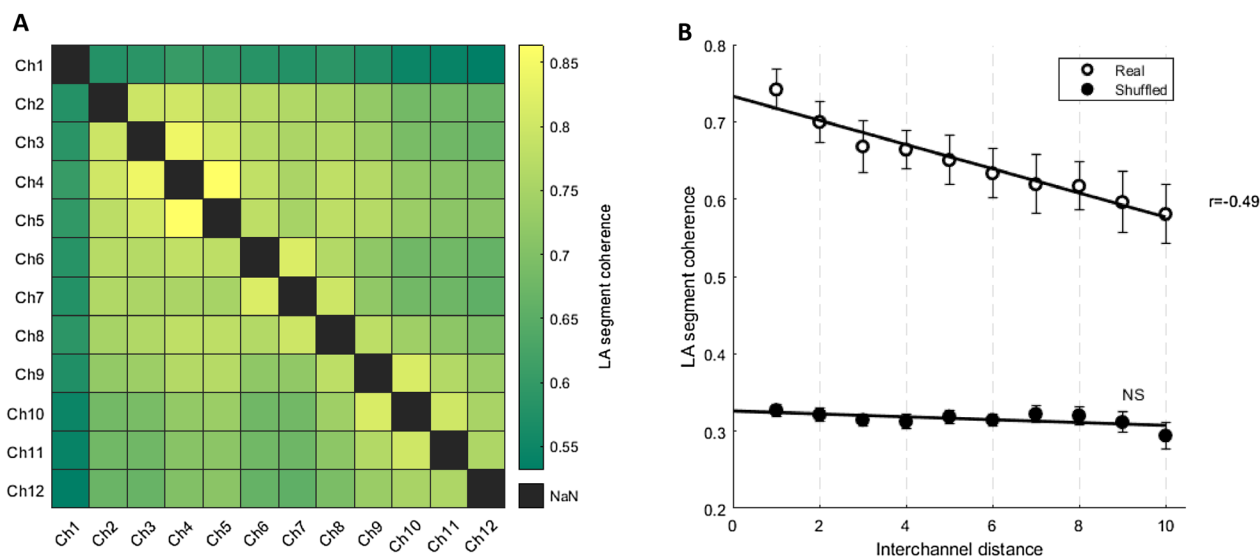 A
Ch1
Ch2
Ch3
Ch4
Ch5
Ch6
Ch7
Ch8
Ch9
Ch10
Ch11
Ch12
Ch1 Ch2 Ch3 Ch4 Ch5 Ch6 Ch7 Ch8 Ch9 Ch10 Ch11 Ch12
0.85
0.8
0.75
0.7
0.65
0.6
0.55
NaN
LA segment coherence
B
0.8
0.7
0.6
0.5
0.4
0.3
0.2
LA segment coherence
Real
Shuffled
r=-0.49
NS
0 2 4 6 8 10
Interchannel distance